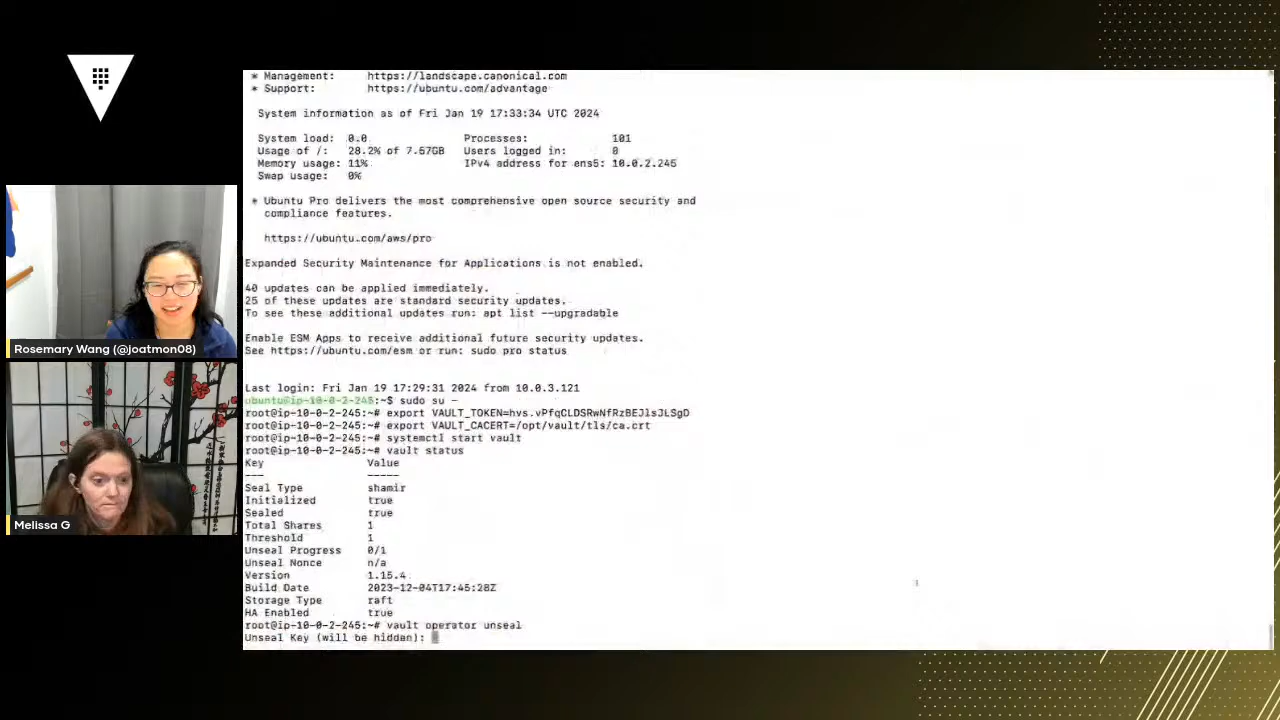 * Management: https://landscape.canonical.com
* Support: https://ubuntu.com/advantage
System information as of Fri Jan 19 17:33:34 UTC 2024
System load: 0.0 Processes: 101
Usage of /: 28.2% of 7.67GB Users logged in: 0
Memory usage: 11% IPv4 address for ens5: 10.0.2.245
Swap usage: 0%
* Ubuntu Pro delivers the most comprehensive open source security and
compliance features.
https://ubuntu.com/aws/pro
Expanded Security Maintenance for Applications is not enabled.
40 updates can be applied immediately.
25 of these updates are standard security updates.
To see these additional updates run: apt list --upgradable
Enable ESM Apps to receive additional future security updates.
See https://ubuntu.com/esm or run: sudo pro status
Last login: Fri Jan 19 17:29:31 2024 from 10.0.3.121
ubuntu@ip-10-0-2-245:~$ sudo su -
root@ip-10-0-2-245:~# export VAULT_TOKEN=hvs.vPfqCLDSRwNfRzBEJlsJLSgD
root@ip-10-0-2-245:~# export VAULT_CACERT=/opt/vault/tls/ca.crt
root@ip-10-0-2-245:~# systemctl start vault
root@ip-10-0-2-245:~# vault status
Key Value
--- -----
Seal Type shamir
Initialized true
Sealed true
Total Shares 1
Threshold 1
Unseal Progress 0/1
Unseal Nonce n/a
Version 1.15.4
Build Date 2023-12-04T17:45:28Z
Storage Type raft
HA Enabled true
root@ip-10-0-2-245:~# vault operator unseal
Unseal Key (will be hidden):
Rosemary Wang (@joatmon08)
Melissa G